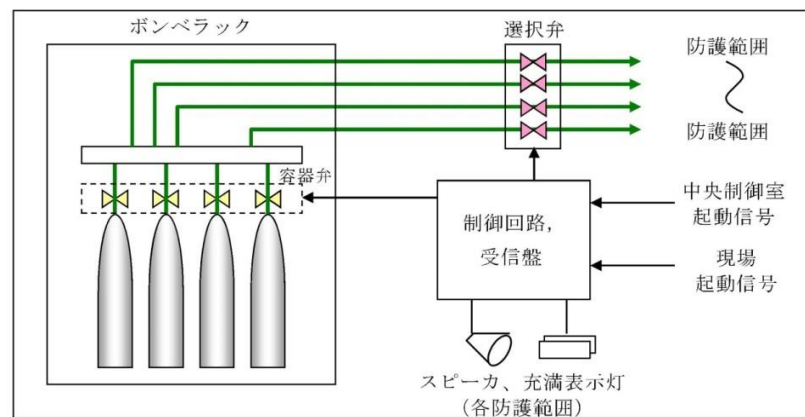 ボンベラック
選択弁
防護範囲
防護範囲
容器弁
制御回路,
受信盤
中央制御室
起動信号
現場
起動信号
スピーカ、充満表示灯
(各防護範囲)